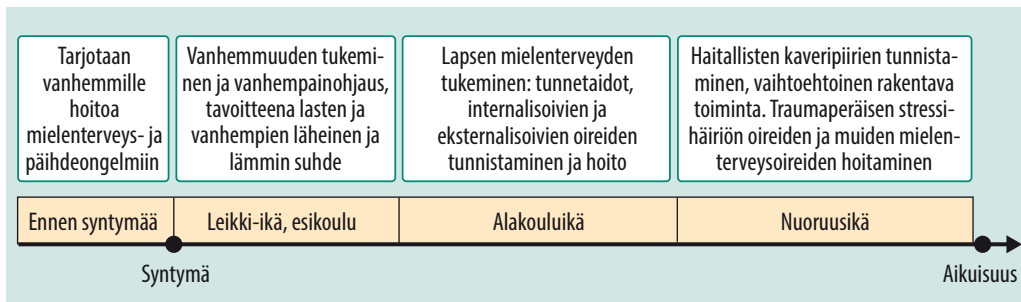 Tarjotaan
vanhemmille
hoitoa
mielenterveys- ja
päihdeongelmiin
Vanhemmuuden tukemi-
nen ja vanhempainohjaus,
tavoitteena lasten ja
vanhempien läheinen ja
lämmin suhde
Lapsen mielenterveyden
tukeminen: tunnetaidot,
internalisoivien ja
eksternalisoivien oireiden
tunnistaminen ja hoito
Haitallisten kaveripiirien tunnista-
minen, vaihtoehtoinen rakentava
toiminta. Traumaperäisen stressi-
häiriön oireiden ja muiden mielen-
terveysoireiden hoitaminen
Ennen syntymää
Leikki-ikä, esikoulu
Alakouluikä
Nuoruusikä
Syntymä
Aikuisuus